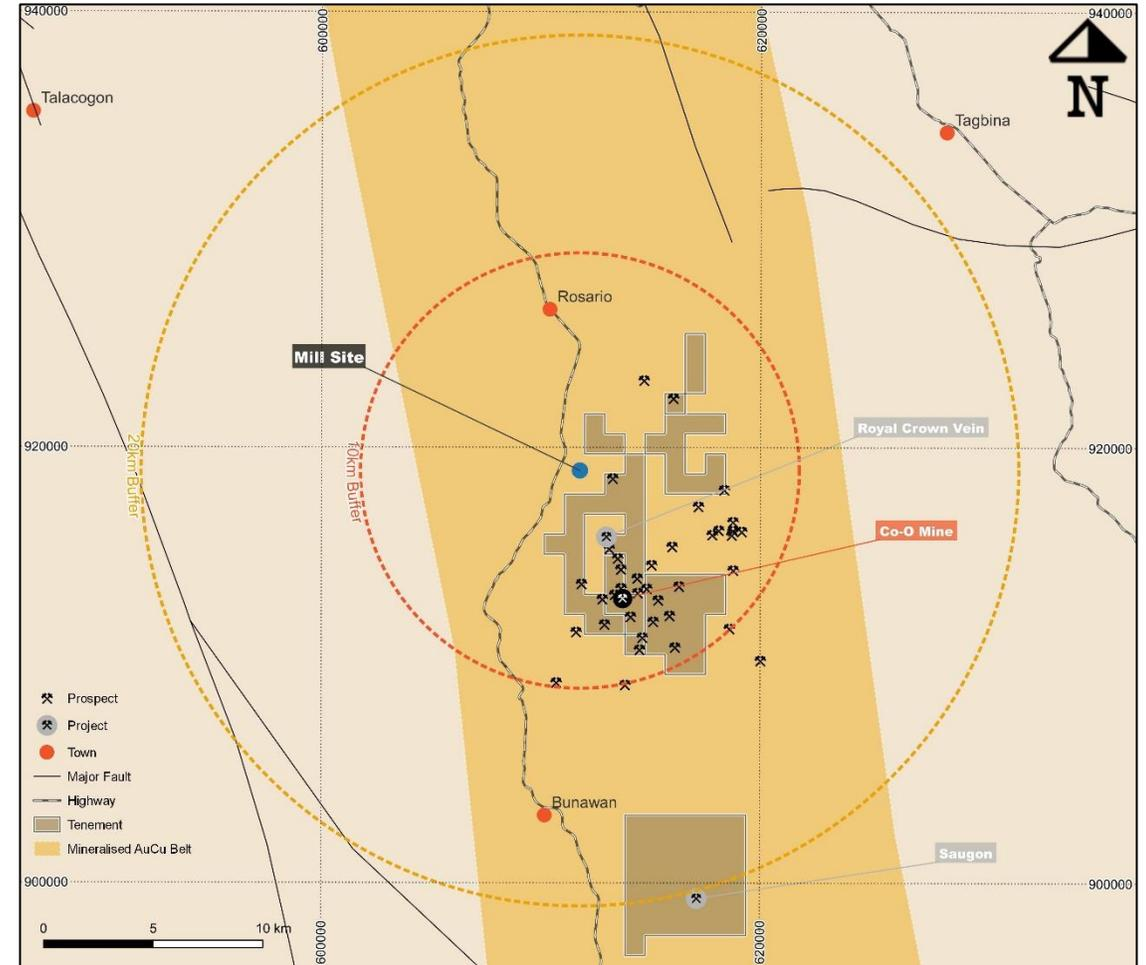 940000
600000
620000
940000
Talacogon
N
Tagbina
Rosario
Mill Site
Royal Crown Vein
920000
920000
20km Buffer
10km Buffer
Co-O Mine
Prospect
Project
Town
Major Fault
Highway
Tenement
Mineralised AuCu Belt
Bunawan
Saugon
900000
900000
0 5 10 km
600000
620000